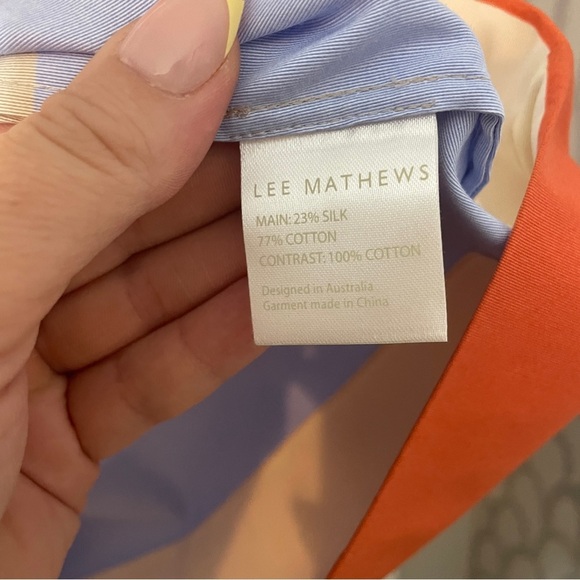 LEE MATHEWS
MAIN: 23% SILK
77% COTTON
CONTRAST: 100% COTTON
Designed in Australia
Garment made in China